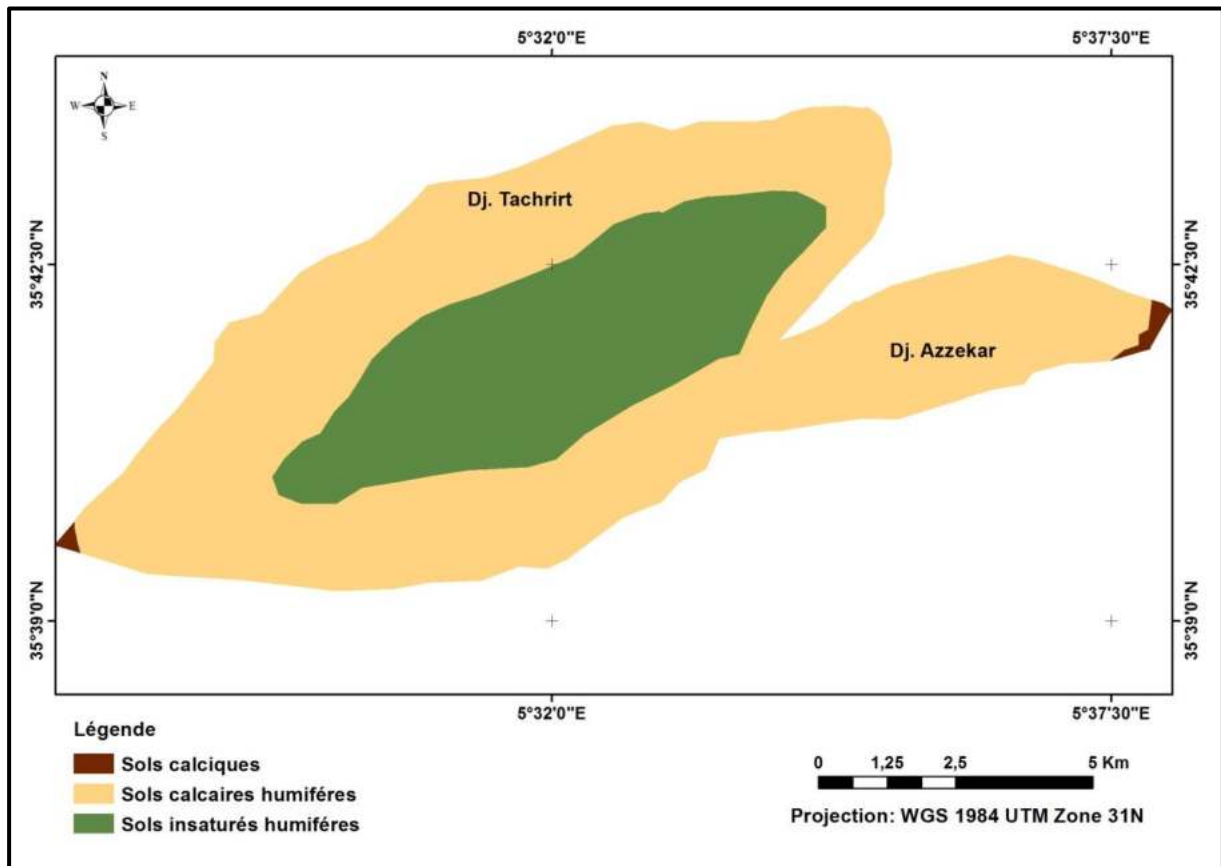 5°32'0"E
5°37'30"E
N
W
E
S
Dj. Tachrirt
35°42'30"N
35°42'30"N
Dj. Azzekar
35°39'0"N
35°39'0"N
5°32'0"E
5°37'30"E
Légende
Sols calciques
Sols calcaires humiféres
Sols insaturés humiféres
0 1,25 2,5 5 Km
Projection: WGS 1984 UTM Zone 31N